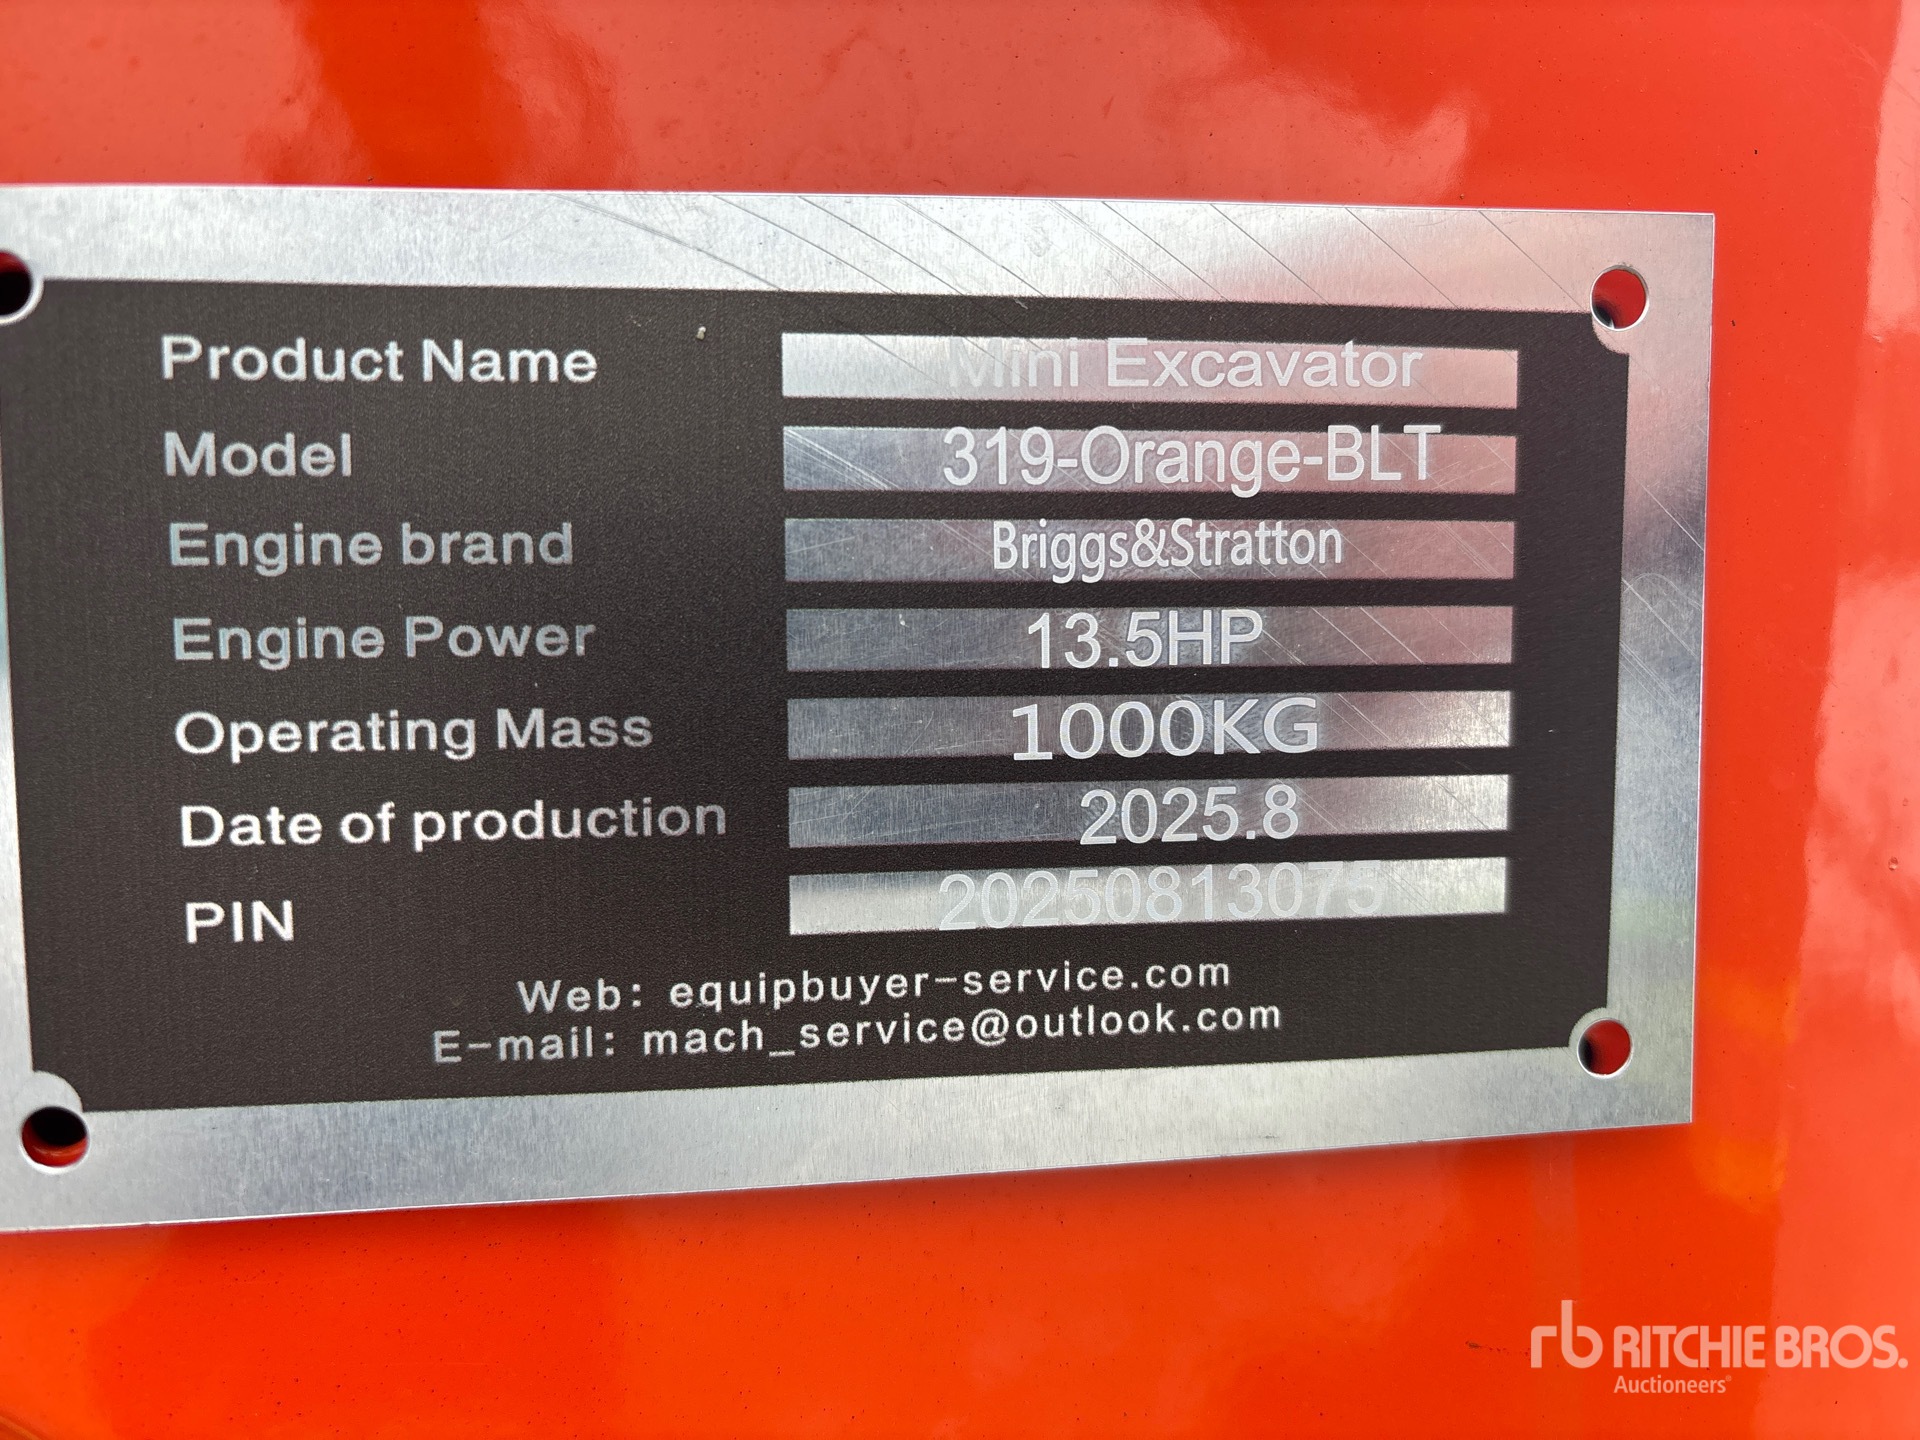 Product Name Mini Excavator
Model 319-Orange-BLT
Engine brand Briggs&Stratton
Engine Power 13.5HP
Operating Mass 1000KG
Date of production 2025.8
PIN 20250813075
Web: equipbuyer-service.com
E-mail: mach_service@outlook.com
rb RITCHIE BROS.
Auctioneers®